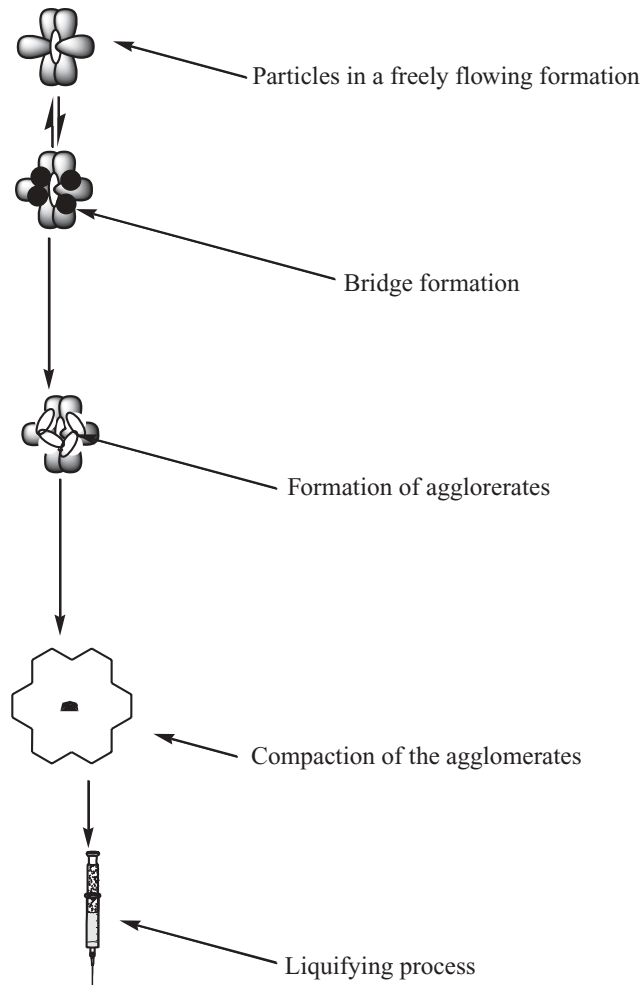 Particles in a freely flowing formation
Bridge formation
Formation of agglorerates
Compaction of the agglomerates
Liquifying process